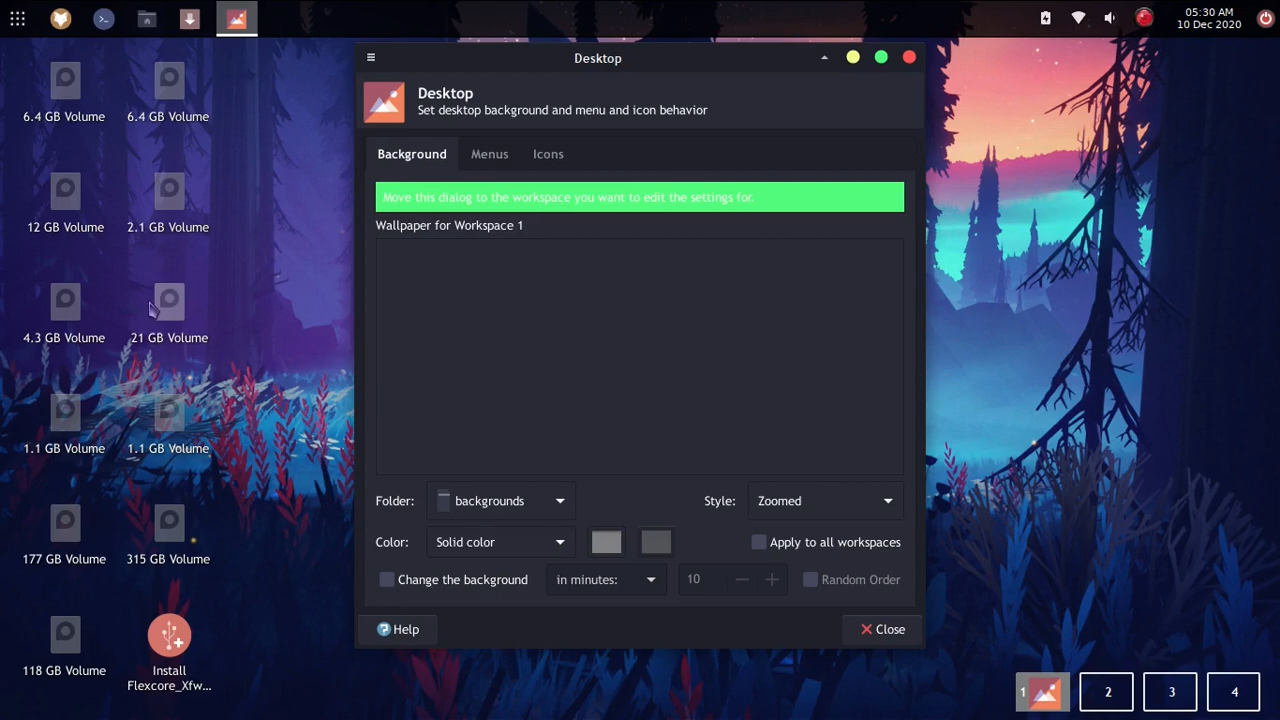 05:30 AM
10 Dec 2020
6.4 GB Volume
6.4 GB Volume
12 GB Volume
2.1 GB Volume
4.3 GB Volume
21 GB Volume
1.1 GB Volume
1.1 GB Volume
177 GB Volume
315 GB Volume
118 GB Volume
Install
Flexcore_Xfw...
Desktop
Desktop
Set desktop background and menu and icon behavior
Background Menus Icons
Move this dialog to the workspace you want to edit the settings for.
Wallpaper for Workspace 1
Folder: backgrounds Style: Zoomed
Color: Solid color Apply to all workspaces
Change the background in minutes: 10 Random Order
Help Close
1 2 3 4